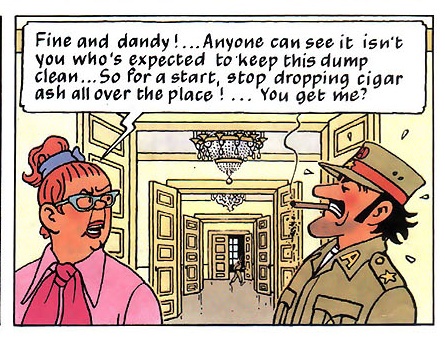 Fine and dandy!...Anyone can see it isn't
you who's expected to keep this dump
clean...So for a start, stop dropping cigar
ash all over the place! ... You get me?
A